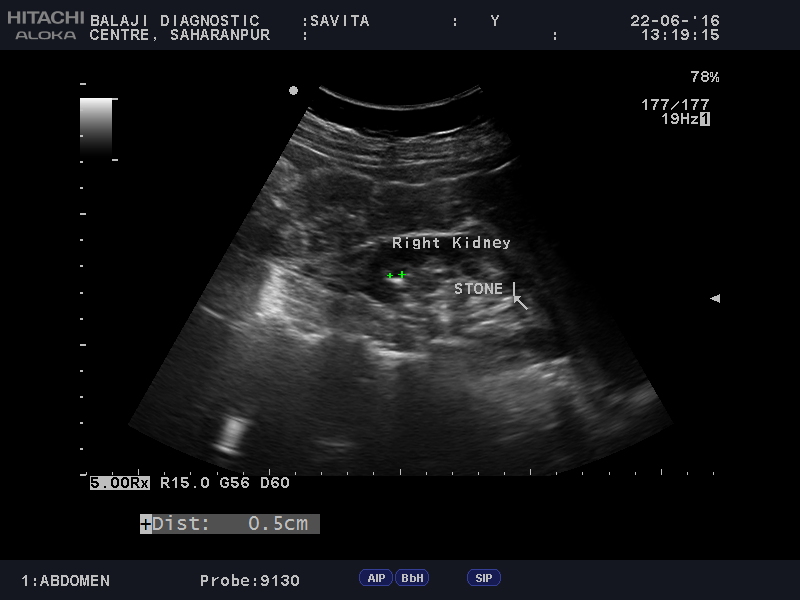 HITACHI BALAJI DIAGNOSTIC :SAVITA : Y 22-06-'16
ALOKA CENTRE, SAHARANPUR : : 13:19:15
78%
177/177
19Hz1
Right Kidney
STONE
5.00Rx R15.0 G56 D60
+Dist: 0.5cm
1:ABDOMEN Probe:9130 AIP BbH SIP